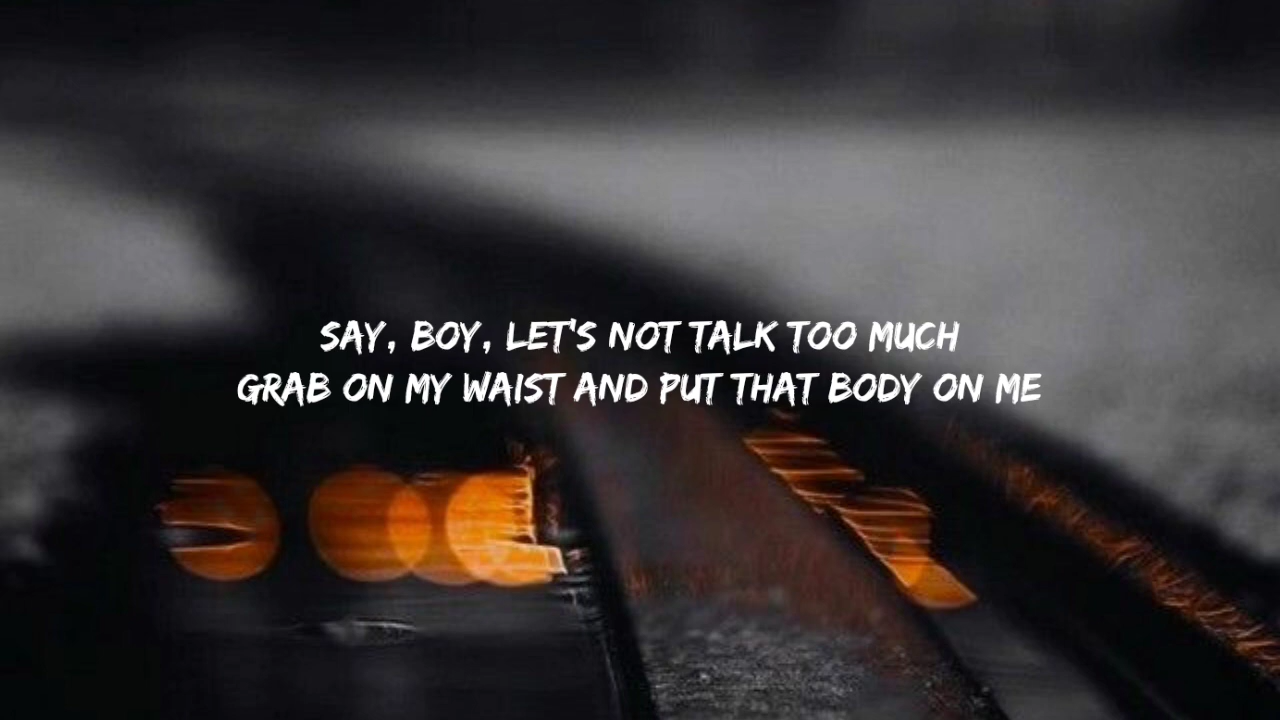 SAY, BOY, LET'S NOT TALK TOO MUCH
GRAB ON MY WAIST AND PUT THAT BODY ON ME